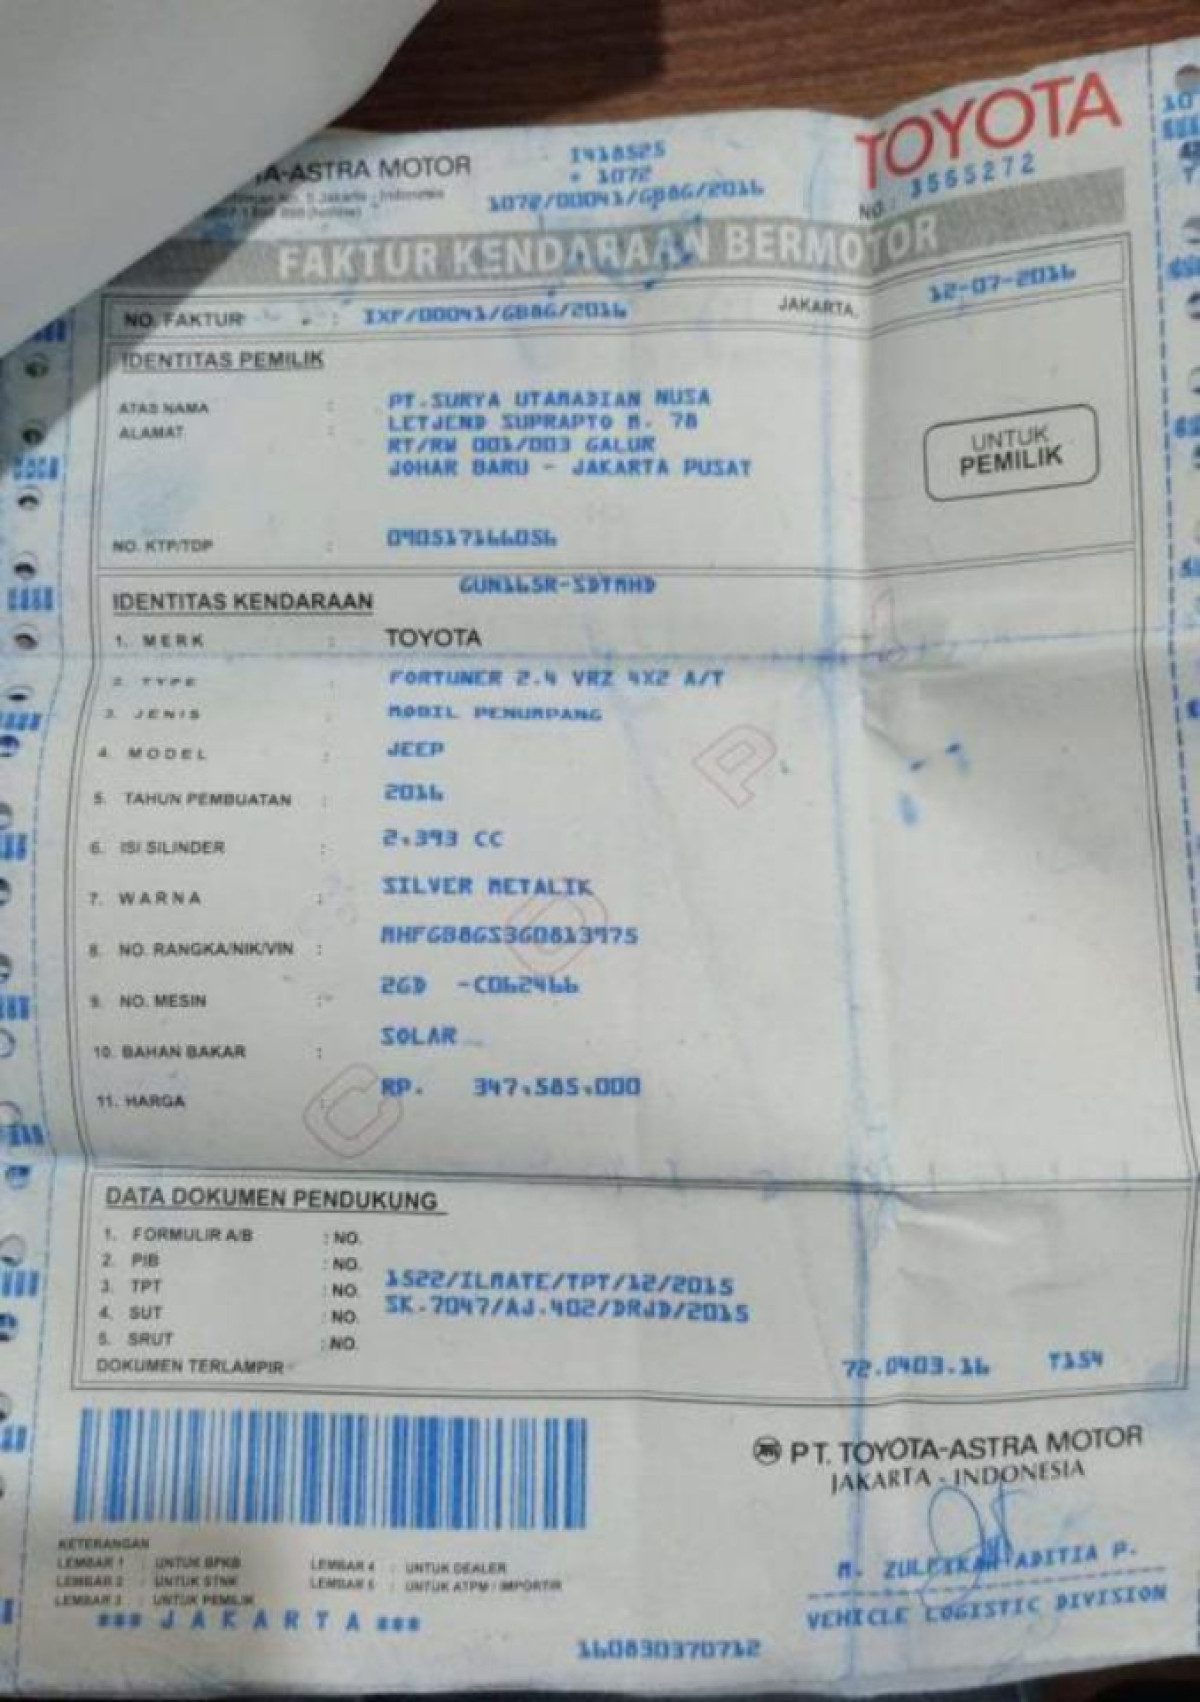 TA-ASTRA MOTOR
I418525
TOYOTA
+ 1072
1072/00041/GB8G/2016
NO. : 3565272
FAKTUR KENDARAAN BERMOTOR
NO. FAKTUR : IXF/00041/GB8G/2016 JAKARTA, 12-07-2016
IDENTITAS PEMILIK
ATAS NAMA : PT.SURYA UTAMADIAN NUSA
ALAMAT : LETJEND SUPRAPTO M. 78
RT/RW 001/003 GALUR
JOHAR BARU - JAKARTA PUSAT
UNTUK
PEMILIK
NO. KTP/TDP : 090517166056
GUN165R-SDTMHD
IDENTITAS KENDARAAN
1. MERK : TOYOTA
2. TYPE : FORTUNER 2.4 VRZ 4X2 A/T
3. JENIS : MOBIL PENUMPANG
4. MODEL : JEEP
5. TAHUN PEMBUATAN : 2016
6. ISI SILINDER : 2.393 CC
7. WARNA : SILVER METALIK
8. NO. RANGKA/NIK/VIN : MHFGB8GS3G0813975
9. NO. MESIN : 2GD -C062466
10. BAHAN BAKAR : SOLAR
11. HARGA : RP. 347.585.000
COPY
DATA DOKUMEN PENDUKUNG
1. FORMULIR A/B : NO.
2. PIB : NO.
3. TPT : NO. 1522/ILMATE/TPT/12/2015
4. SUT : NO. SK.7047/AJ.402/DRJD/2015
5. SRUT : NO.
DOKUMEN TERLAMPIR : 72.0403.16 T154
PT. TOYOTA-ASTRA MOTOR
JAKARTA - INDONESIA
KETERANGAN
LEMBAR 1 : UNTUK BPKB LEMBAR 4 : UNTUK DEALER
LEMBAR 2 : UNTUK STNK LEMBAR 5 : UNTUK ATPM / IMPORTIR
LEMBAR 3 : UNTUK PEMILIK
M. ZULFIKAR ADITIA P.
VEHICLE LOGISTIC DIVISION
*** J A K A R T A ***
160830370712